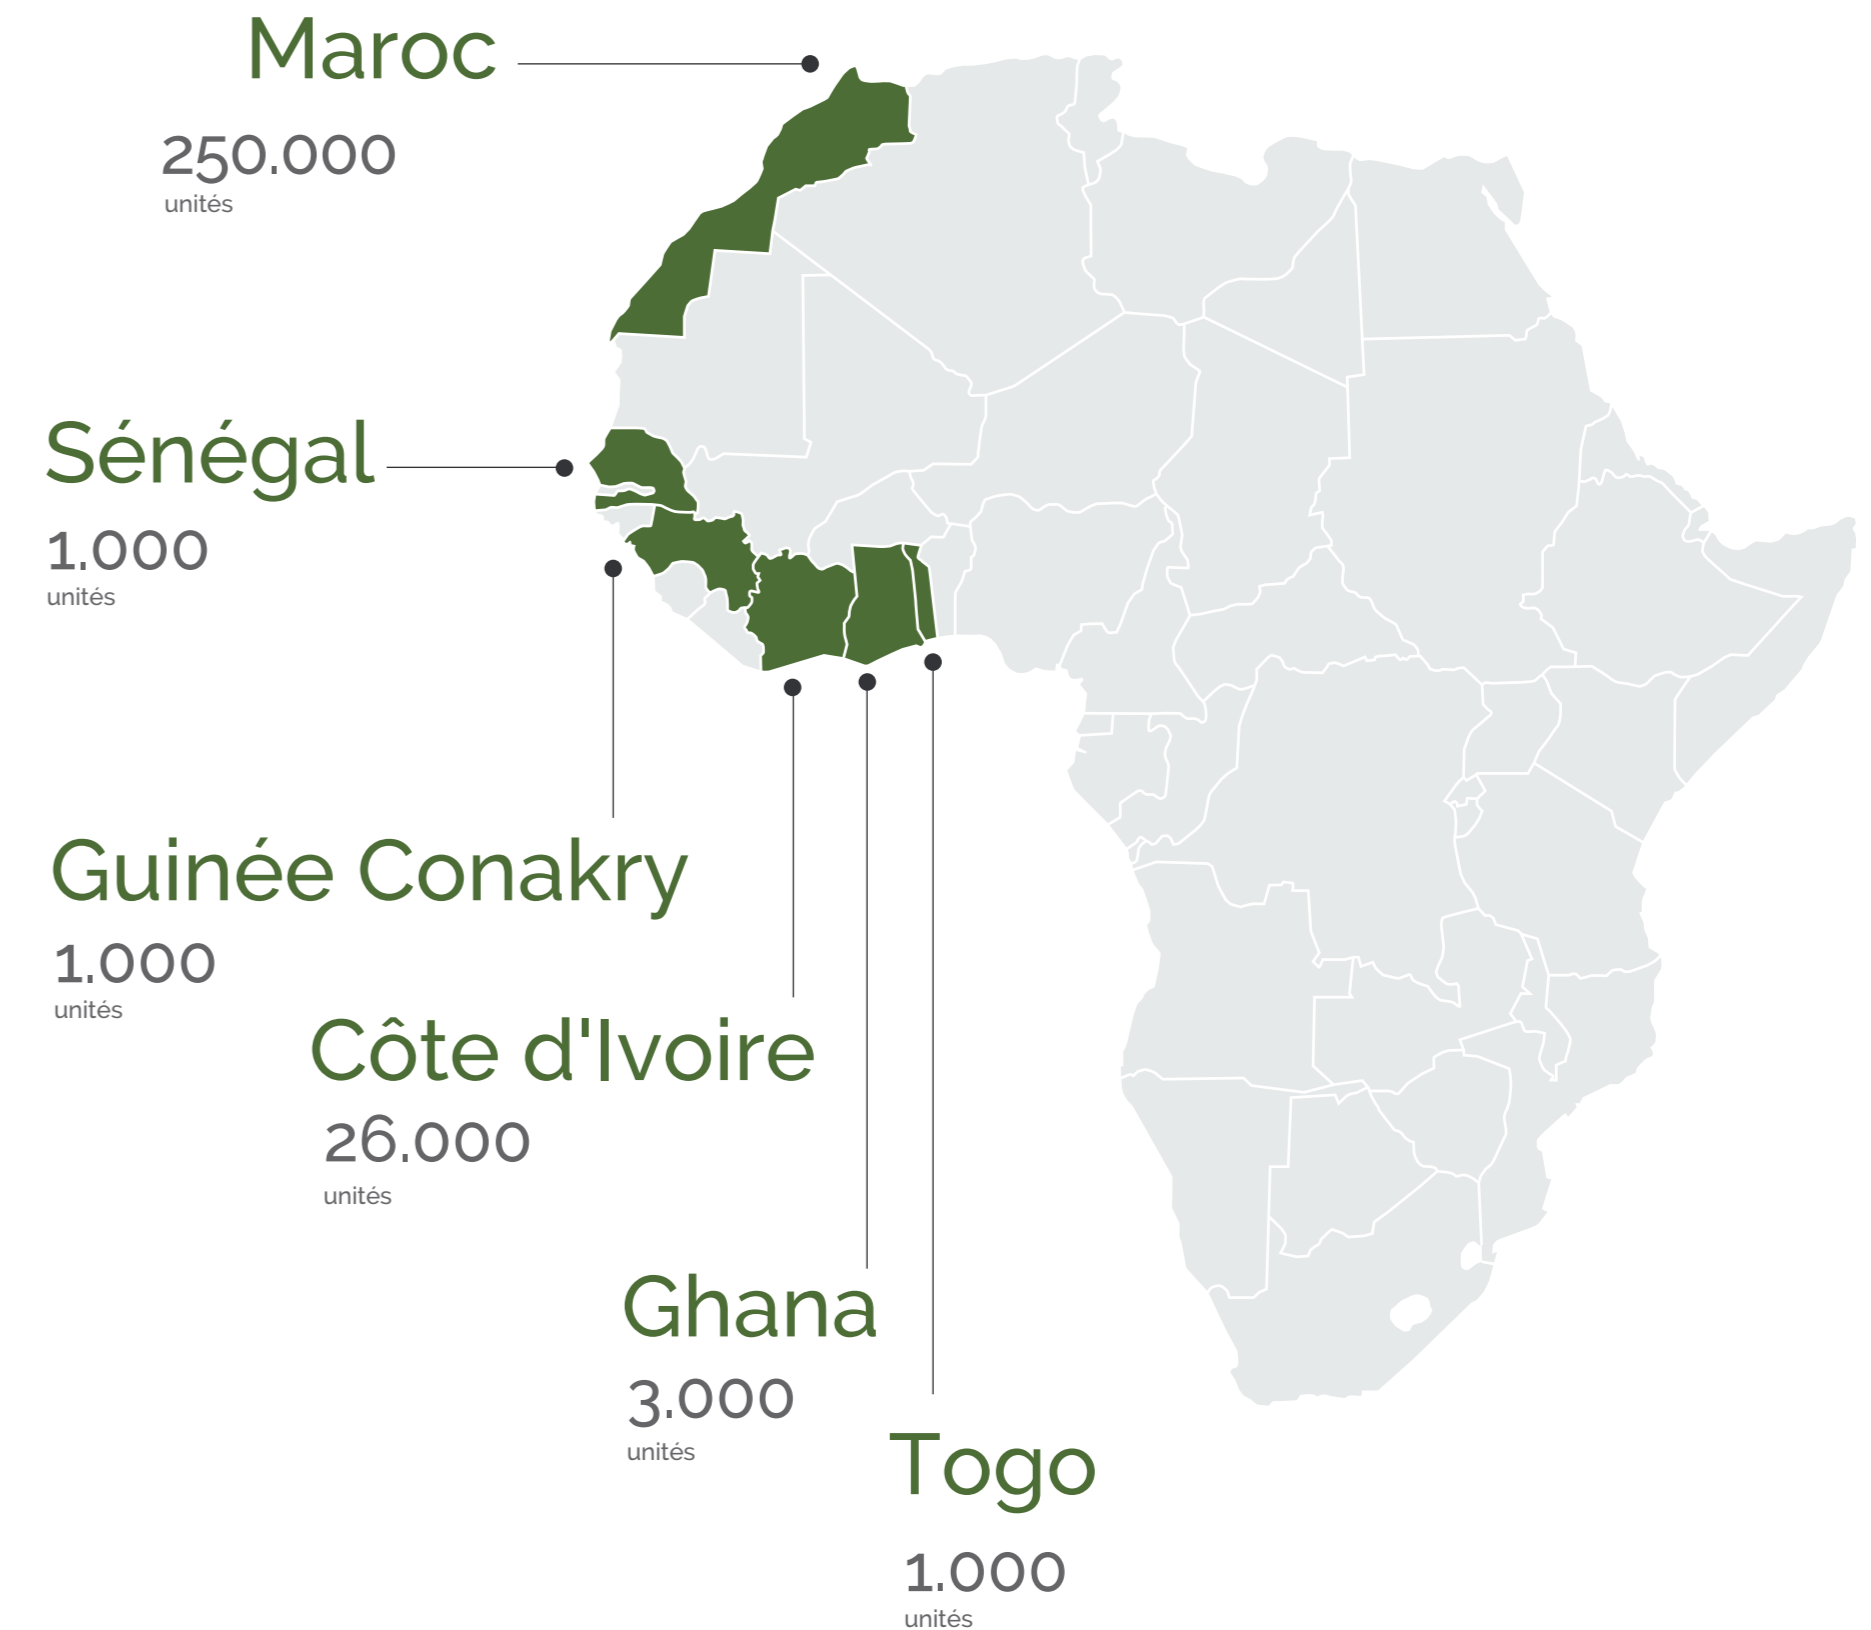 Maroc
250.000
unités
Sénégal
1.000
unités
Guinée Conakry
1.000
unités
Côte d'Ivoire
26.000
unités
Ghana
3.000
unités
Togo
1.000
unités